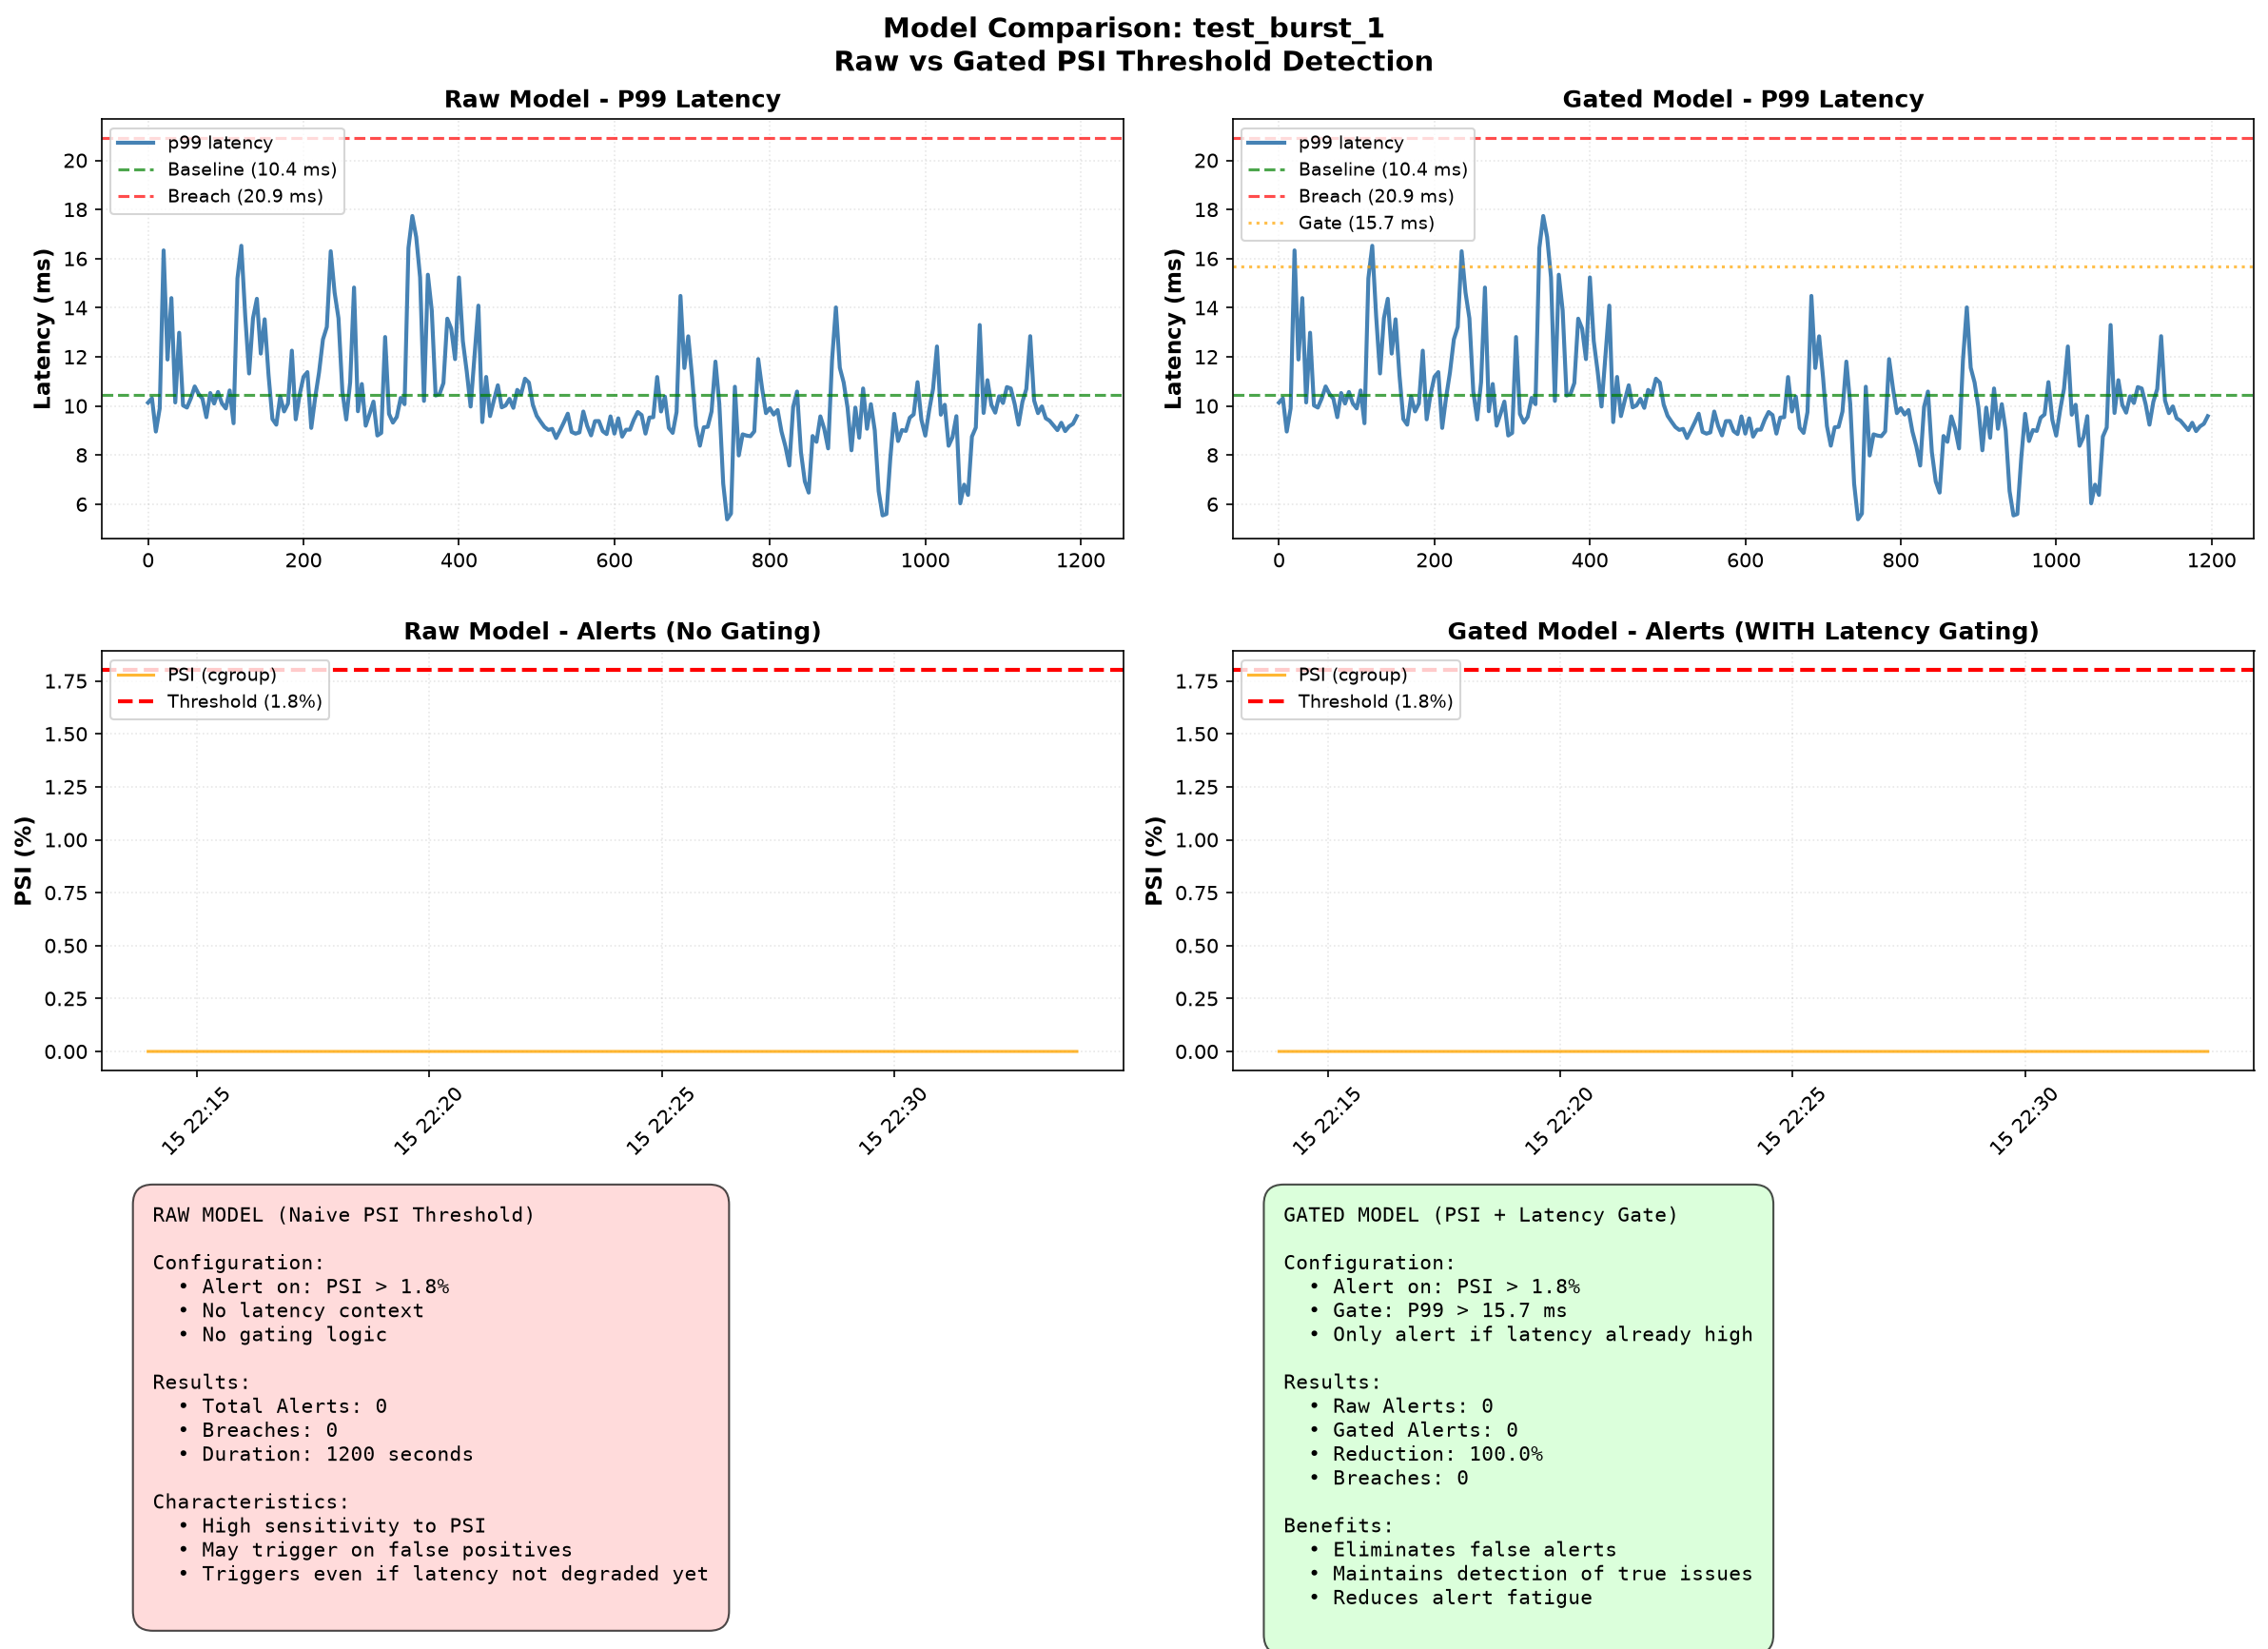 Model Comparison: test_burst_1
Raw vs Gated PSI Threshold Detection
Raw Model - P99 Latency
Latency (ms)
20
18
16
14
12
10
8
6
p99 latency
Baseline (10.4 ms)
Breach (20.9 ms)
0 200 400 600 800 1000 1200
Gated Model - P99 Latency
Latency (ms)
20
18
16
14
12
10
8
6
p99 latency
Baseline (10.4 ms)
Breach (20.9 ms)
Gate (15.7 ms)
0 200 400 600 800 1000 1200
Raw Model - Alerts (No Gating)
PSI (%)
1.75
1.50
1.25
1.00
0.75
0.50
0.25
0.00
PSI (cgroup)
Threshold (1.8%)
15 22:15 15 22:20 15 22:25 15 22:30
Gated Model - Alerts (WITH Latency Gating)
PSI (%)
1.75
1.50
1.25
1.00
0.75
0.50
0.25
0.00
PSI (cgroup)
Threshold (1.8%)
15 22:15 15 22:20 15 22:25 15 22:30
RAW MODEL (Naive PSI Threshold)
Configuration:
• Alert on: PSI > 1.8%
• No latency context
• No gating logic
Results:
• Total Alerts: 0
• Breaches: 0
• Duration: 1200 seconds
Characteristics:
• High sensitivity to PSI
• May trigger on false positives
• Triggers even if latency not degraded yet
GATED MODEL (PSI + Latency Gate)
Configuration:
• Alert on: PSI > 1.8%
• Gate: P99 > 15.7 ms
• Only alert if latency already high
Results:
• Raw Alerts: 0
• Gated Alerts: 0
• Reduction: 100.0%
• Breaches: 0
Benefits:
• Eliminates false alerts
• Maintains detection of true issues
• Reduces alert fatigue